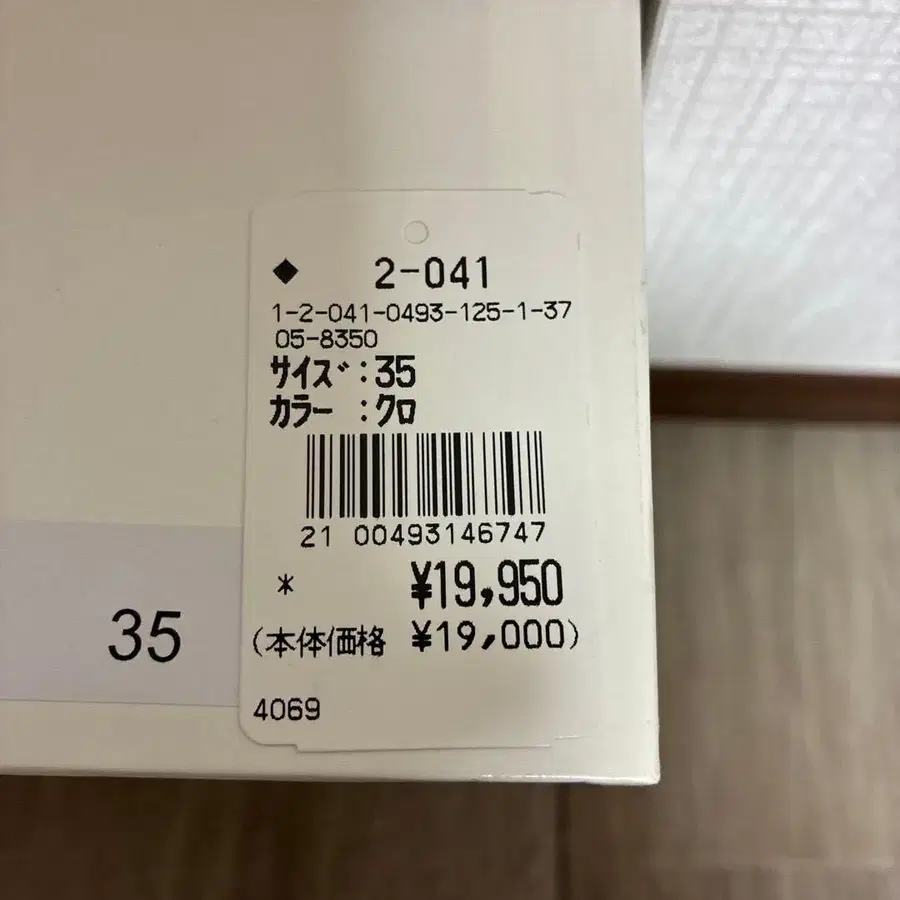 ◆ 2-041
1-2-041-0493-125-1-37
05-8350
サイズ:35
カラー :クロ
21 00493146747
* ¥19,950
(本体価格 ¥19,000)
4069
35